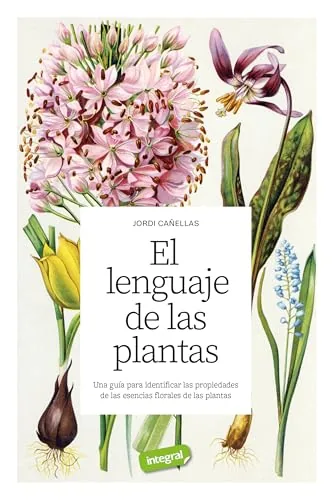 JORDI CAÑELLAS
El
lenguaje
de las
plantas
Una guía para identificar las propiedades
de las esencias florales de las plantas
integral